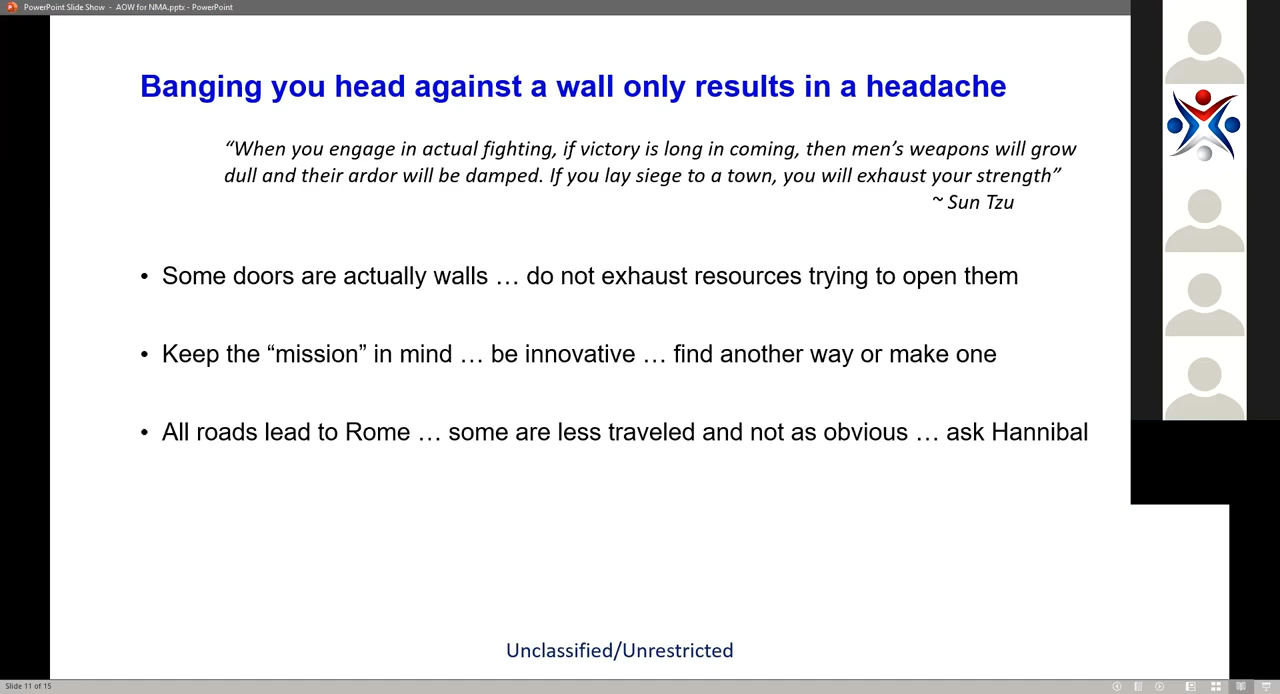 PowerPoint Slide Show - AOW for NMA.pptx - PowerPoint
Banging you head against a wall only results in a headache
“When you engage in actual fighting, if victory is long in coming, then men’s weapons will grow
dull and their ardor will be damped. If you lay siege to a town, you will exhaust your strength”
~ Sun Tzu
• Some doors are actually walls … do not exhaust resources trying to open them
• Keep the “mission” in mind … be innovative … find another way or make one
• All roads lead to Rome … some are less traveled and not as obvious … ask Hannibal
Unclassified/Unrestricted
Slide 11 of 15